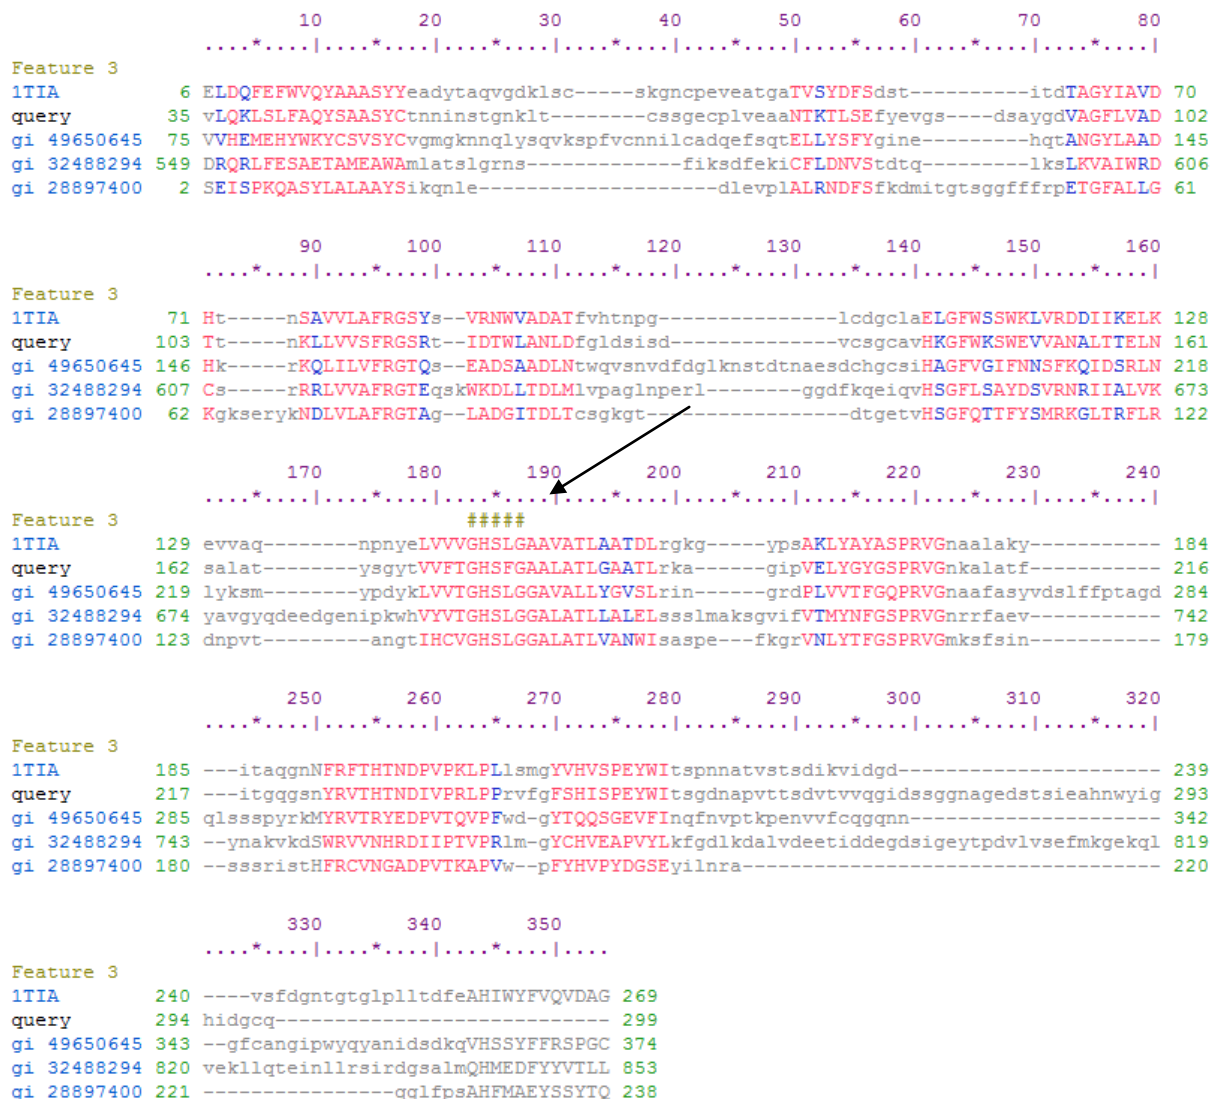 10 20 30 40 50 60 70 80
....*....|....*....|....*....|....*....|....*....|....*....|....*....|....*....|
Feature 3
1TIA 6 ELDQFEFWVQYAAASYYeadytaqvgdklsc-----skgncpeveatgaTVSYDFSdst----------itdTAGYIAVD 70
query 35 vLQKLSLFAQYSAASYCtnninstgnklt-------cssgecplveaaNTKTLSEfyevgs----dsaygdVAGFLVAD 102
gi 49650645 75 VVHEMEHYWKYCSVSYCvgmgknnqlysqvkspfvcnnilcadqefsqtELLYSFYgine---------hqtANGYLAAD 145
gi 32488294 549 DRQRLFESAETAMEAWAmlatslgrns-------------fiksdfekiCFLDNVStdtq---------lksLKVAIWRD 606
gi 28897400 2 SEISPKQASYLALAAYSikqnle--------------------dlevplALRNDFSfkdmitgtsggfffrpETGFALLG 61
90 100 110 120 130 140 150 160
....*....|....*....|....*....|....*....|....*....|....*....|....*....|....*....|
Feature 3
1TIA 71 Ht-----nSAVVLAFRGSYs--VRNWVADATfvhtnpg---------------lcdgclaELGFWSSWKLVRDDIIKELK 128
query 103 Tt-----nKLLVVSFRGSRt--IDTWLANLDfgldsisd--------------vcsgcavHKGFWKSWEVVANALTTELN 161
gi 49650645 146 Hk-----rKQLILVFRGTQs--EADSAADLNtwqvsnvdfdglknstdtnaesdchgcsiHAGFVGIFNNSFKQIDSRLN 218
gi 32488294 607 Cs-----rRRLVVAFRGTEqskWKDLLTDLMlvpaglnperl--------ggdfkqeiqvHSGFLSAYDSVRNRIIALVK 673
gi 28897400 62 KgkserykNDLVLAFRGTAg--LADGITDLTcsgkgt----------------dtgetvHSGFQTTFYSMRKGLTRFLR 122
170 180 190 200 210 220 230 240
....*....|....*....|....*....|....*....|....*....|....*....|....*....|....*....|
Feature 3 #####
1TIA 129 evvaq--------npnyeLVVVGHSLGAAVATLAATDLrgkg----ypsAKLYAYASPRVGnaalaky------------ 184
query 162 salat--------ysgytVVFTGHSFGAALATLGAATLrka-----gipVELYGYGSPRVGnkalatf------------ 216
gi 49650645 219 lyksm--------ypdykLVVTGHSLGGAVALLYGVSLrin-----grdPLVVTFGQPRVGnaafasyvdslffptagd 284
gi 32488294 674 yavgyqdeedgenipkwhVYVTGHSLGGALATLLALELssslmaksgvifVTMYNFGSPRVGnrrfaev----------- 742
gi 28897400 123 dnpvt---------angtIHCVGHSLGGALATLVANWIsaspe---fkgrVNLYTFGSPRVGmksfsin----------- 179
250 260 270 280 290 300 310 320
....*....|....*....|....*....|....*....|....*....|....*....|....*....|....*....|
Feature 3
1TIA 185 ---itaqgnNFRFTHTNDPVPKLPLlsmgYVHVSPEYWItspnnatvstsdikvidgd---------------------- 239
query 217 ---itgqgsnYRVTHTNDIVPRLPPrvfgFSHISPEYWItsgdnapvttsdvtvvqgidssggnagedstsieahnwyig 293
gi 49650645 285 qlssspyrkMYRVTRYEDPVTQVPFwd-gYTQQSGEVFInqfnvptkpenvvfcqgqnn--------------------- 342
gi 32488294 743 --ynakvkdSWRVVNHRDIIPTVPRlm-gYCHVEAPVYLkfgdlkdalvdeetiddegdsigeytpdvlvsefmkgekql 819
gi 28897400 180 --sssristHFRCVNGADPVTKAPVw--pFYHVPYDGSEyilnra----------------------------------- 220
330 340 350
....*....|....*....|....*....|....
Feature 3
1TIA 240 ----vsfdgntgtglplltdfeAHIWYFVQVDAG 269
query 294 hidgcq---------------------------- 299
gi 49650645 343 --gfcangipwyqyanidsdkqVHSSYFFRSPGC 374
gi 32488294 820 vekllqteinllrsirdgsalmQHMEDFYYVTLL 853
gi 28897400 221 ----------------gglfpsAHFMAEYSSYTQ 238